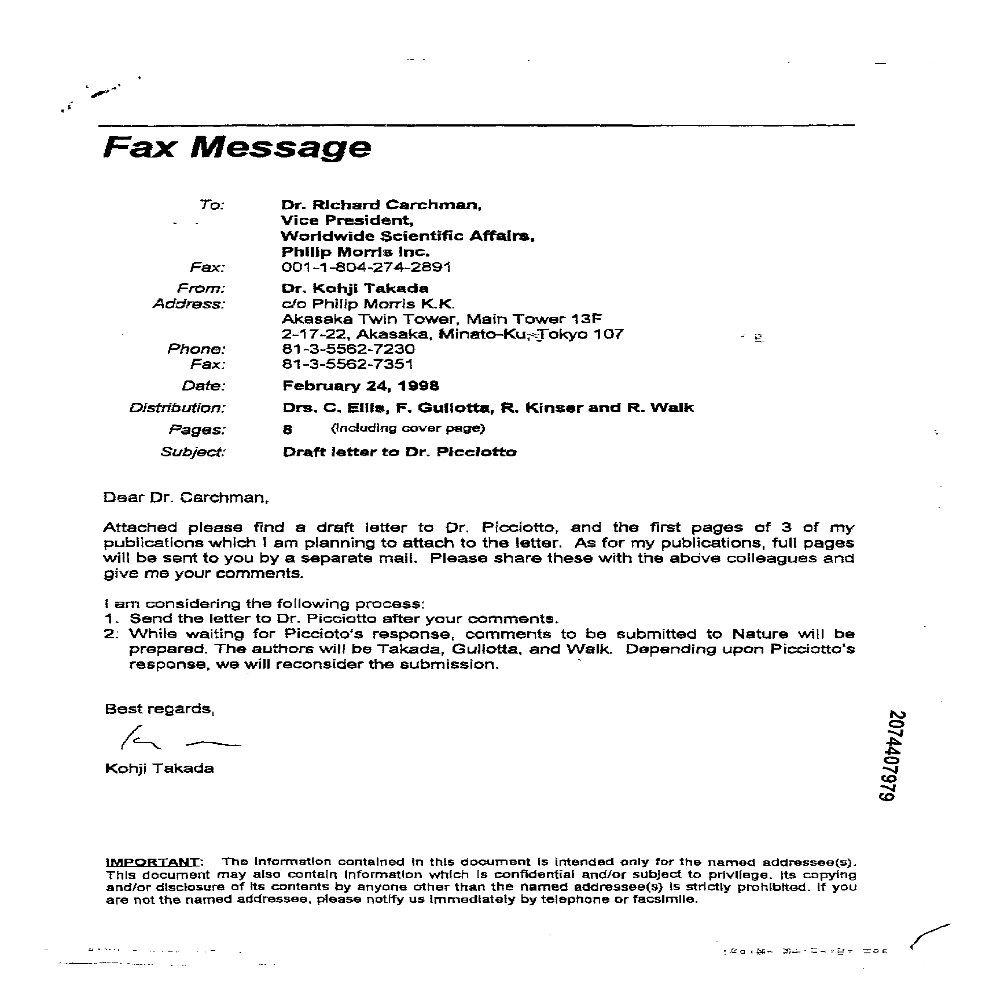 Fax Message
To: Dr. Richard Carchman,
Vice President,
Worldwide Scientific Affairs,
Philip Morris Inc.
Fax: 001-1-804-274-2891
From: Dr. Kohji Takada
Address: c/o Philip Morris K.K.
Akasaka Twin Tower, Main Tower 13F
2-17-22, Akasaka, Minato-Ku, Tokyo 107
Phone: 81-3-5562-7230
Fax: 81-3-5562-7351
Date: February 24, 1998
Distribution: Drs. C. Ellis, F. Gullotta, R. Kinser and R. Walk
Pages: 8 (including cover page)
Subject: Draft letter to Dr. Picciotto
Dear Dr. Carchman,
Attached please find a draft letter to Dr. Picciotto, and the first pages of 3 of my
publications which I am planning to attach to the letter. As for my publications, full pages
will be sent to you by a separate mail. Please share these with the above colleagues and
give me your comments.
I am considering the following process:
1. Send the letter to Dr. Picciotto after your comments.
2. While waiting for Piccioto's response, comments to be submitted to Nature will be
prepared. The authors will be Takada, Gullotta, and Walk. Depending upon Picciotto's
response, we will reconsider the submission.
Best regards,
Kohji Takada
2074407979
IMPORTANT: The information contained in this document is intended only for the named addressee(s).
This document may also contain information which is confidential and/or subject to privilege. Its copying
and/or disclosure of its contents by anyone other than the named addressee(s) is strictly prohibited. If you
are not the named addressee, please notify us immediately by telephone or facsimile.